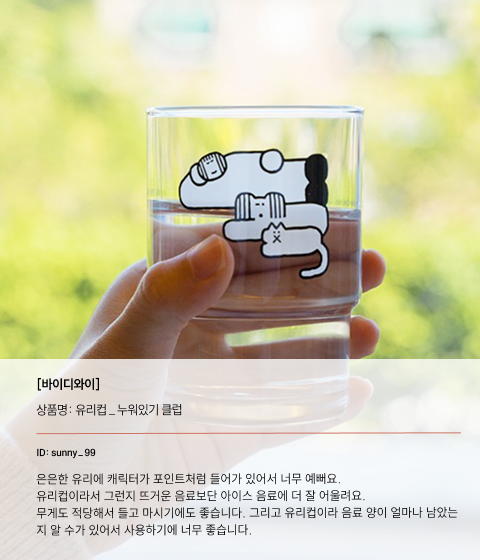 [바이디와이]
상품명: 유리컵_누워있기 클럽
ID: sunny_99
은은한 유리에 캐릭터가 포인트처럼 들어가 있어서 너무 예뻐요.
유리컵이라서 그런지 뜨거운 음료보단 아이스 음료에 더 잘 어울려요.
무게도 적당해서 들고 마시기에도 좋습니다. 그리고 유리컵이라 음료 양이 얼마나 남았는
지 알 수가 있어서 사용하기에 너무 좋습니다.